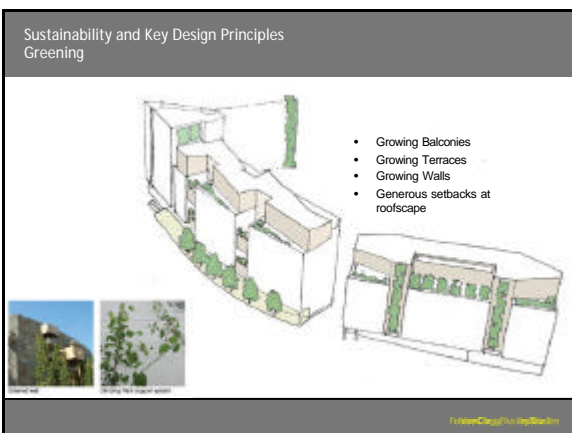 Sustainability and Key Design Principles
Greening
• Growing Balconies
• Growing Terraces
• Growing Walls
• Generous setbacks at
roofscape